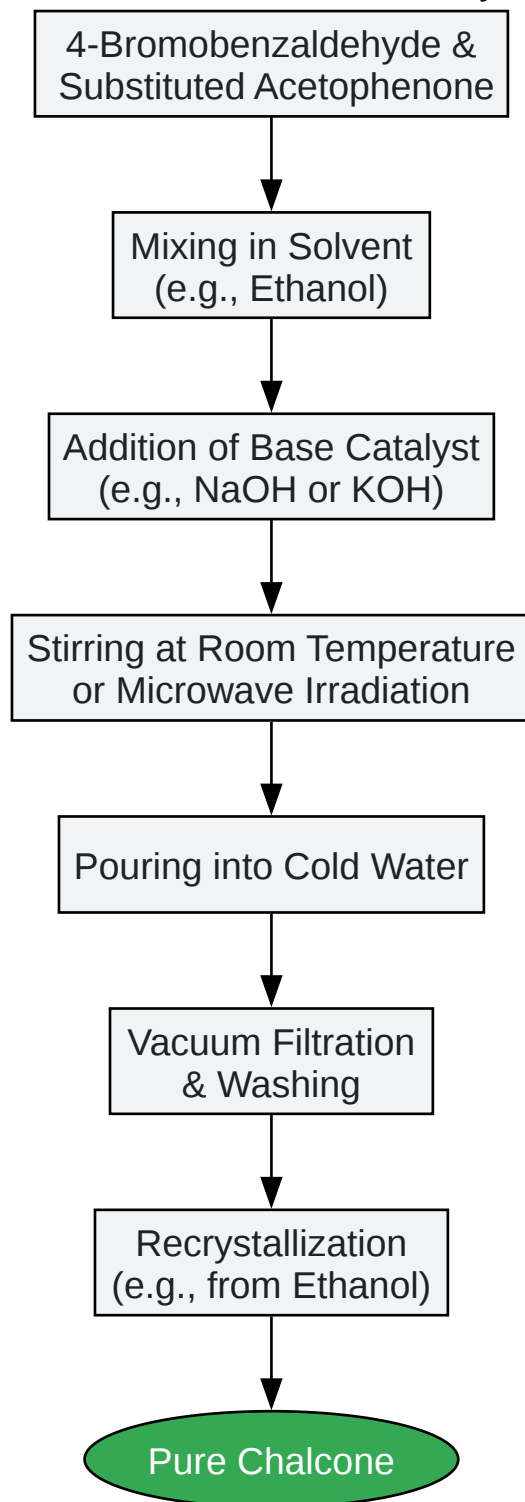 4-Bromobenzaldehyde &
Substituted Acetophenone
Mixing in Solvent
(e.g., Ethanol)
Addition of Base Catalyst
(e.g., NaOH or KOH)
Stirring at Room Temperature
or Microwave Irradiation
Pouring into Cold Water
Vacuum Filtration
& Washing
Recrystallization
(e.g., from Ethanol)
Pure Chalcone